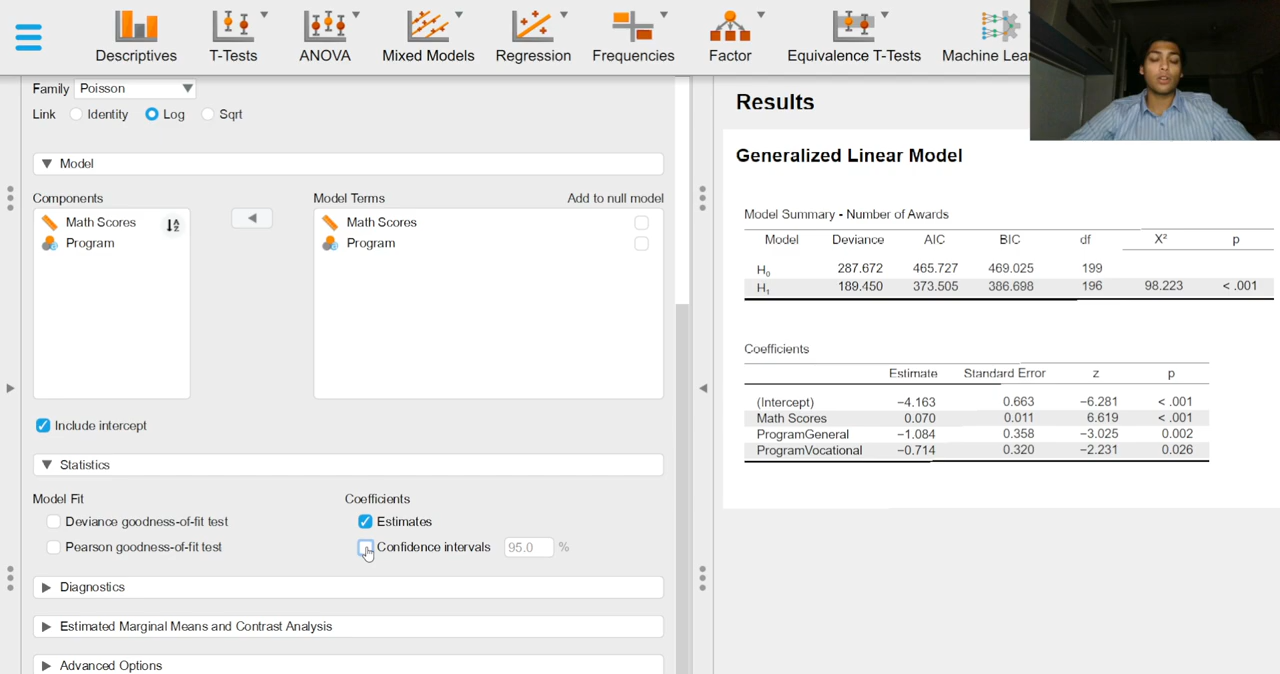 Descriptives T-Tests ANOVA Mixed Models Regression Frequencies Factor Equivalence T-Tests Machine Lea
Family Poisson
Link Identity Log Sqrt
Model
Components Model Terms Add to null model
Math Scores Math Scores
Program Program
Include intercept
Statistics
Model Fit Coefficients
Deviance goodness-of-fit test Estimates
Pearson goodness-of-fit test Confidence intervals 95.0 %
Diagnostics
Estimated Marginal Means and Contrast Analysis
Advanced Options
Results
Generalized Linear Model
Model Summary - Number of Awards
Model Deviance AIC BIC df X² p
H₀ 287.672 465.727 469.025 199
H₁ 189.450 373.505 386.698 196 98.223 < .001
Coefficients
Estimate Standard Error z p
(Intercept) −4.163 0.663 −6.281 < .001
Math Scores 0.070 0.011 6.619 < .001
ProgramGeneral −1.084 0.358 −3.025 0.002
ProgramVocational −0.714 0.320 −2.231 0.026